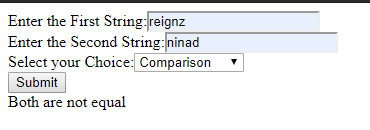 Enter the First String:reignz
Enter the Second String:ninad
Select your Choice:Comparison
Submit
Both are not equal